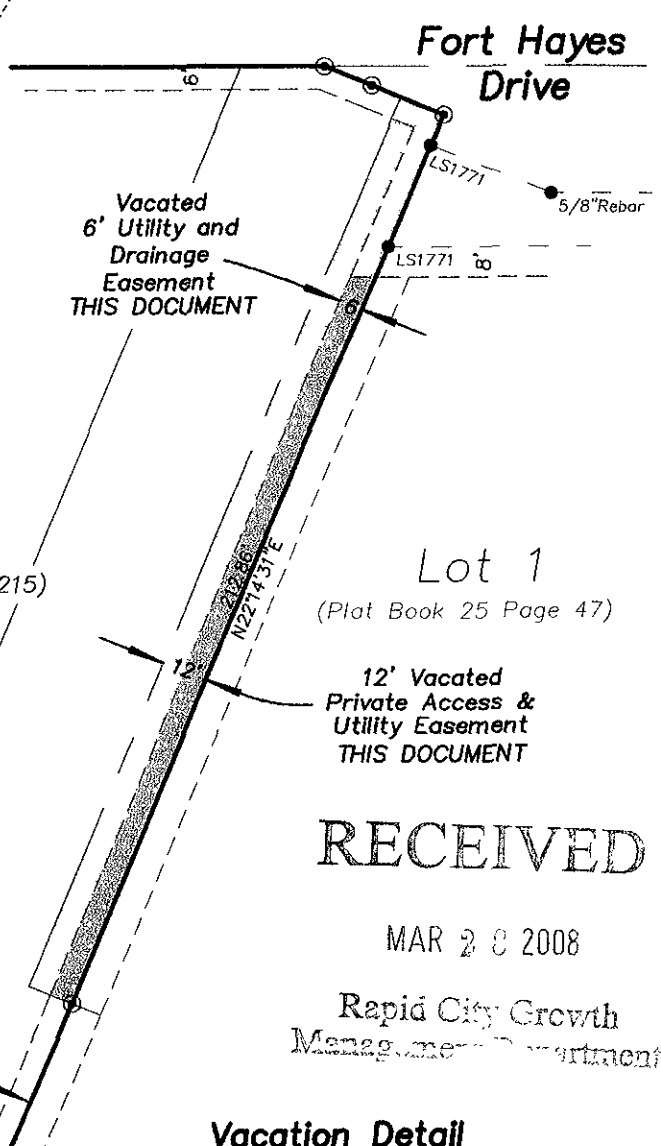 Fort Hayes
Drive
6'
LS1771
5/8"Rebar
Vacated
6' Utility and
Drainage
Easement
THIS DOCUMENT
LS1771
8'
6'
212.86'
N22°14'31"E
Lot 1
(Plat Book 25 Page 47)
215)
12'
12' Vacated
Private Access &
Utility Easement
THIS DOCUMENT
RECEIVED
MAR 2 2008
Rapid City Growth
Management Department
Vacation Detail